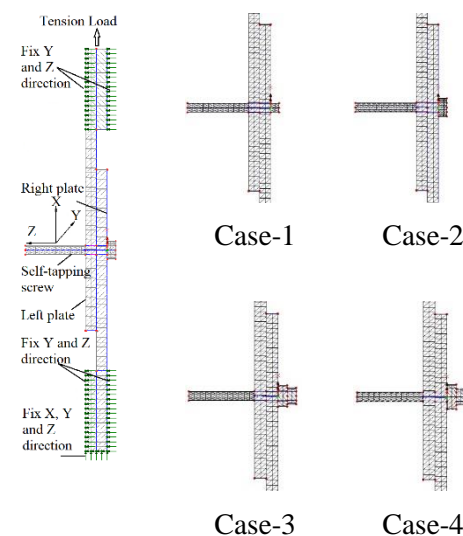 Tension Load
Fix Y
and Z
direction
Right plate
X
Y
Z
Self-tapping
screw
Left plate
Fix Y and Z
direction
Fix X, Y
and Z
direction
Case-1
Case-2
Case-3
Case-4